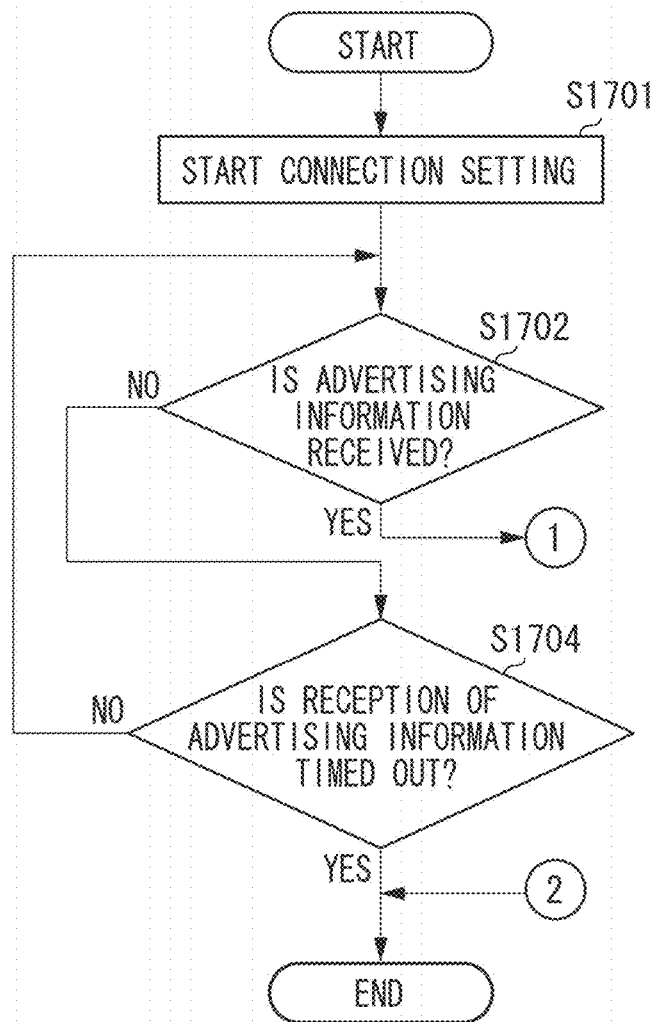 START
S1701
START CONNECTION SETTING
S1702
NO
IS ADVERTISING
INFORMATION
RECEIVED?
YES
1
S1704
NO
IS RECEPTION OF
ADVERTISING INFORMATION
TIMED OUT?
YES
2
END